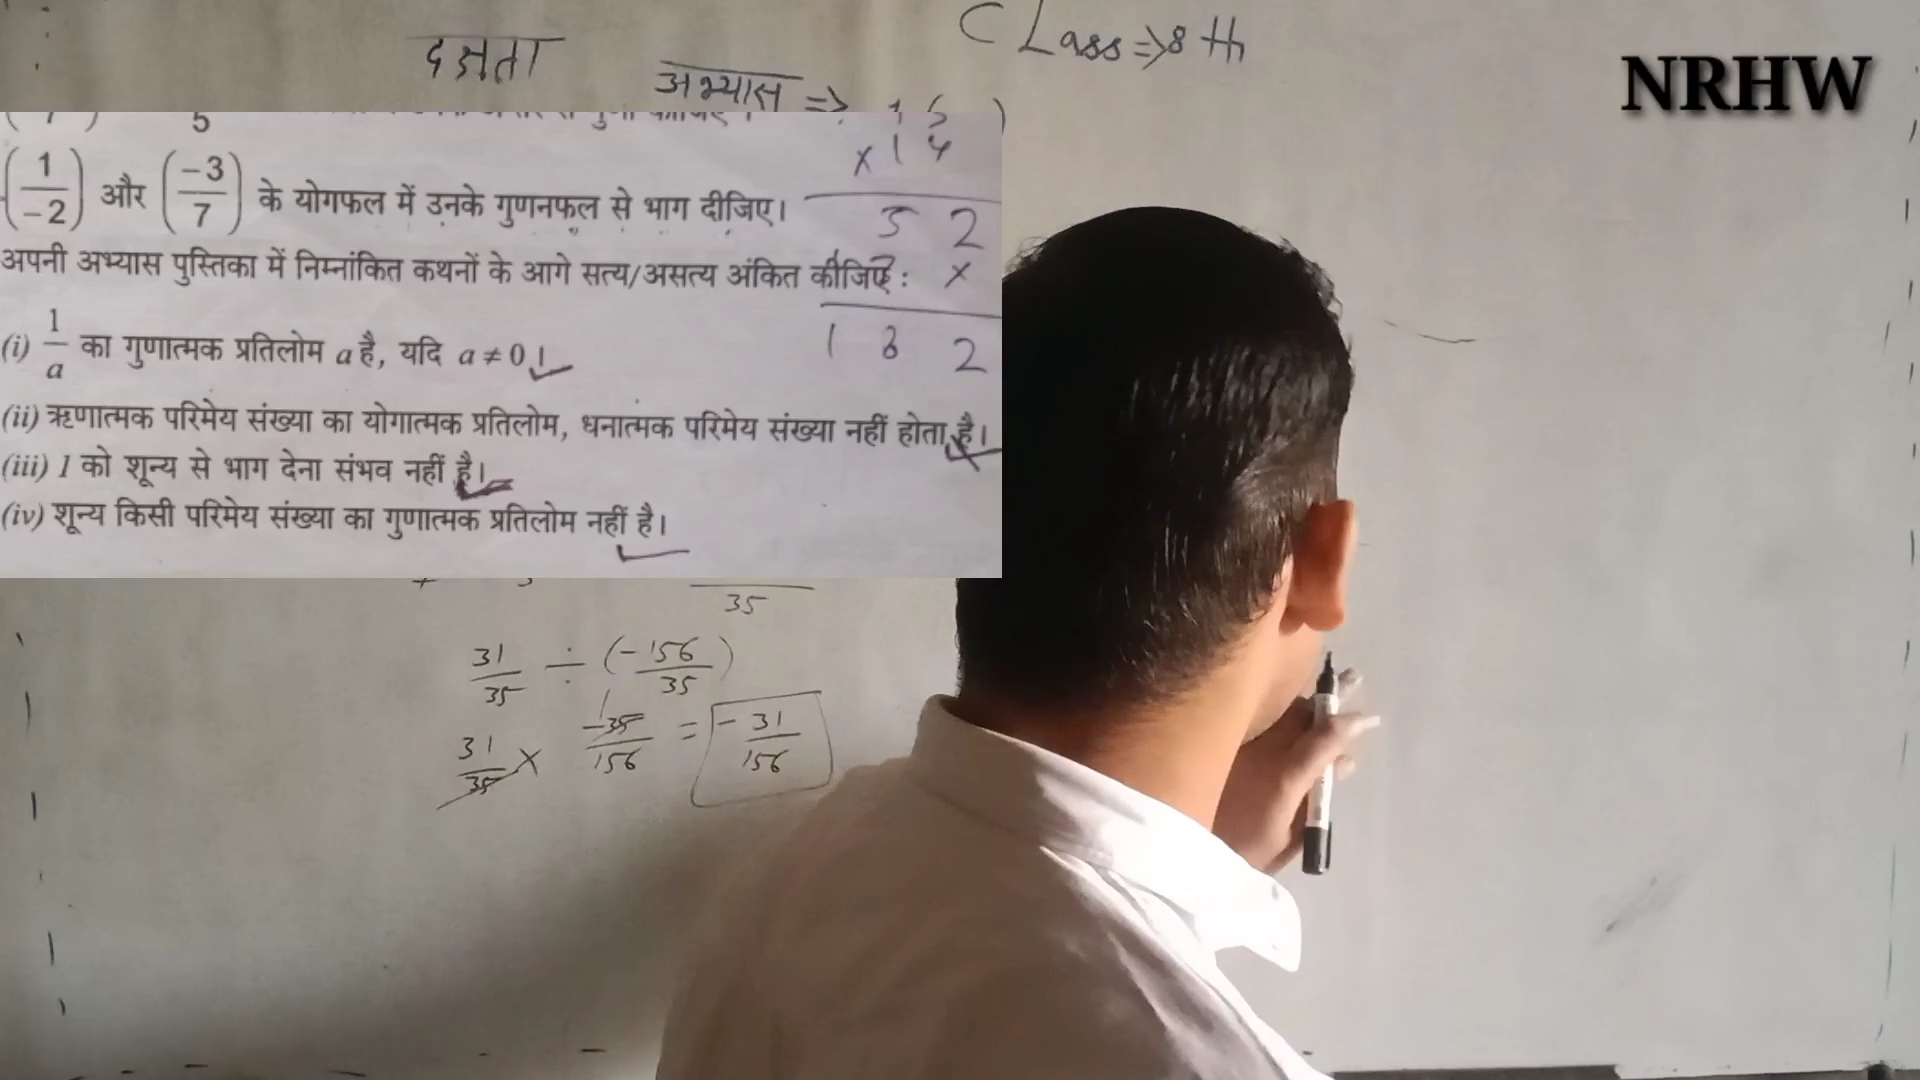 CLass => 8th
NRHW
दक्षता
अभ्यास =>
5
(1/-2) और (-3/7) के योगफल में उनके गुणनफल से भाग दीजिए।
× 1 4
5 2
×
1 8 2
अपनी अभ्यास पुस्तिका में निम्नांकित कथनों के आगे सत्य/असत्य अंकित कीजिए :
(i) 1/a का गुणात्मक प्रतिलोम a है, यदि a ≠ 0।
(ii) ऋणात्मक परिमेय संख्या का योगात्मक प्रतिलोम, धनात्मक परिमेय संख्या नहीं होता है।
(iii) 1 को शून्य से भाग देना संभव नहीं है।
(iv) शून्य किसी परिमेय संख्या का गुणात्मक प्रतिलोम नहीं है।
35
31/35 ÷ (-156/35)
1
31/35 × -35/156 = -31/156